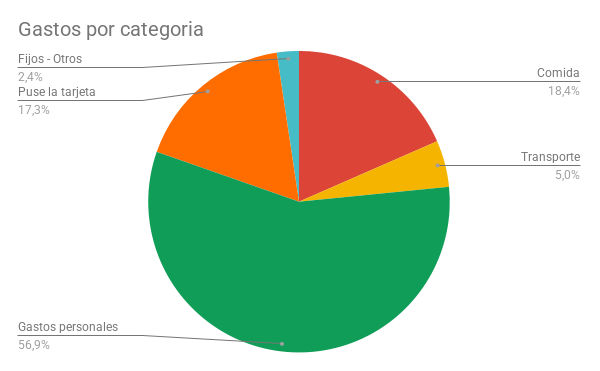 Gastos por categoria
Fijos - Otros
2,4%
Puse la tarjeta
17,3%
Comida
18,4%
Transporte
5,0%
Gastos personales
56,9%